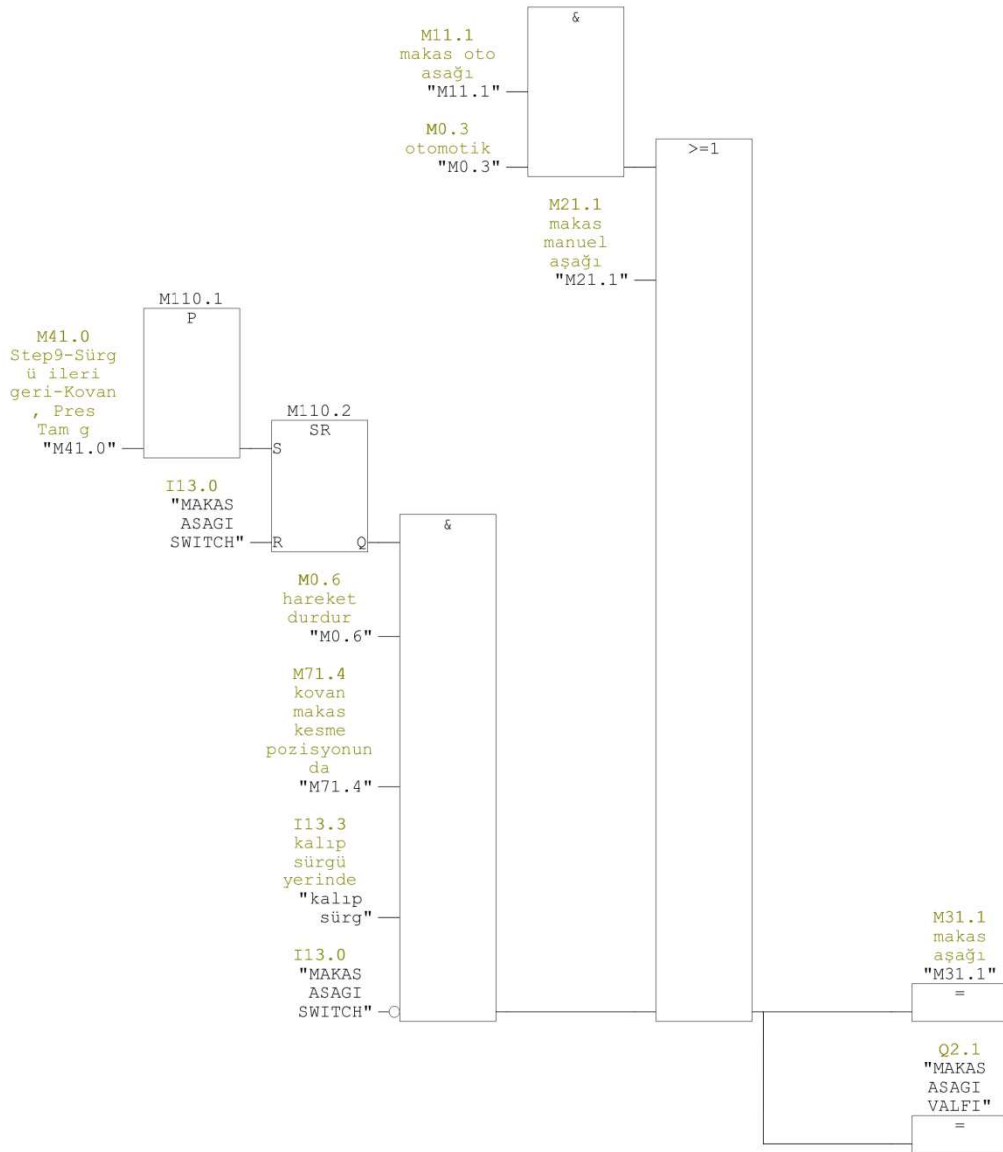 &
M11.1
makas oto
asağı
"M11.1"
M0.3
otomotik
"M0.3"
>=1
M21.1
makas
manuel
aşağı
"M21.1"
M110.1
P
M41.0
Step9-Sürg
ü ileri
geri-Kovan
, Pres
Tam g
"M41.0"
M110.2
SR
S
I13.0
"MAKAS
ASAGI
SWITCH"
R
Q
&
M0.6
hareket
durdur
"M0.6"
M71.4
kovan
makas
kesme
pozisyonun
da
"M71.4"
I13.3
kalıp
sürgü
yerinde
"kalıp
sürg"
I13.0
"MAKAS
ASAGI
SWITCH"
M31.1
makas
aşağı
"M31.1"
=
Q2.1
"MAKAS
ASAGI
VALFI"
=